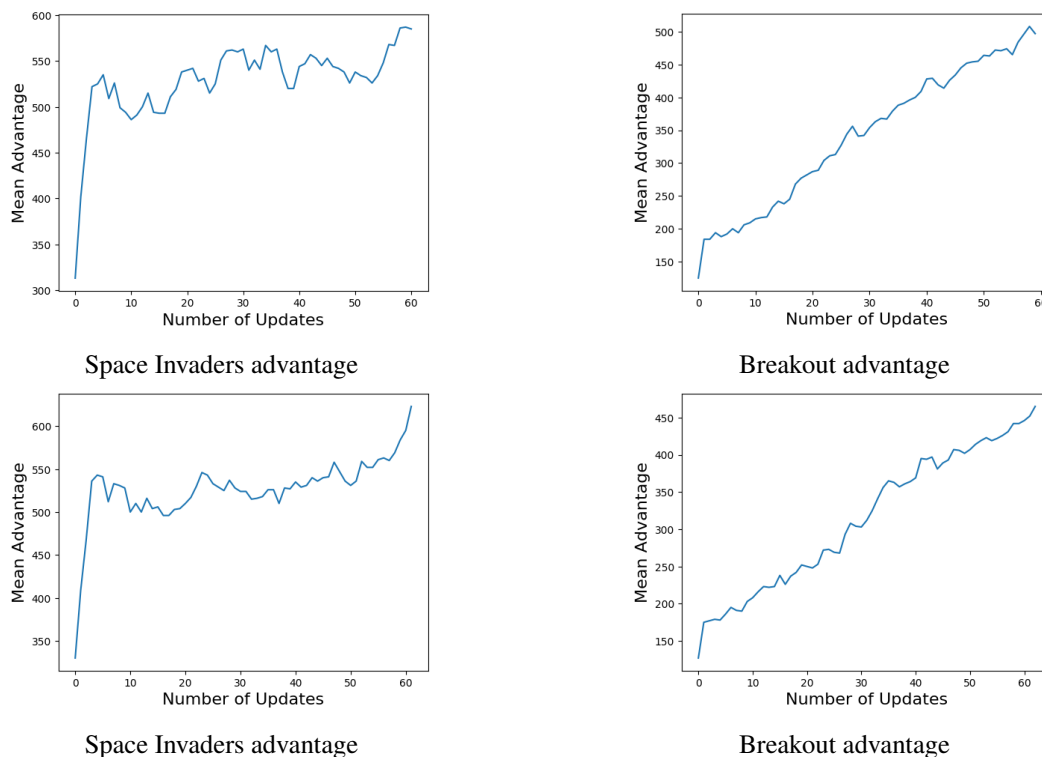 600
550
500
450
400
350
300
Mean Advantage
0 10 20 30 40 50 60
Number of Updates
Space Invaders advantage
500
450
400
350
300
250
200
150
Mean Advantage
0 10 20 30 40 50
Number of Updates
Breakout advantage
600
550
500
450
400
350
Mean Advantage
0 10 20 30 40 50 60
Number of Updates
Space Invaders advantage
450
400
350
300
250
200
150
Mean Advantage
0 10 20 30 40 50 60
Number of Updates
Breakout advantage